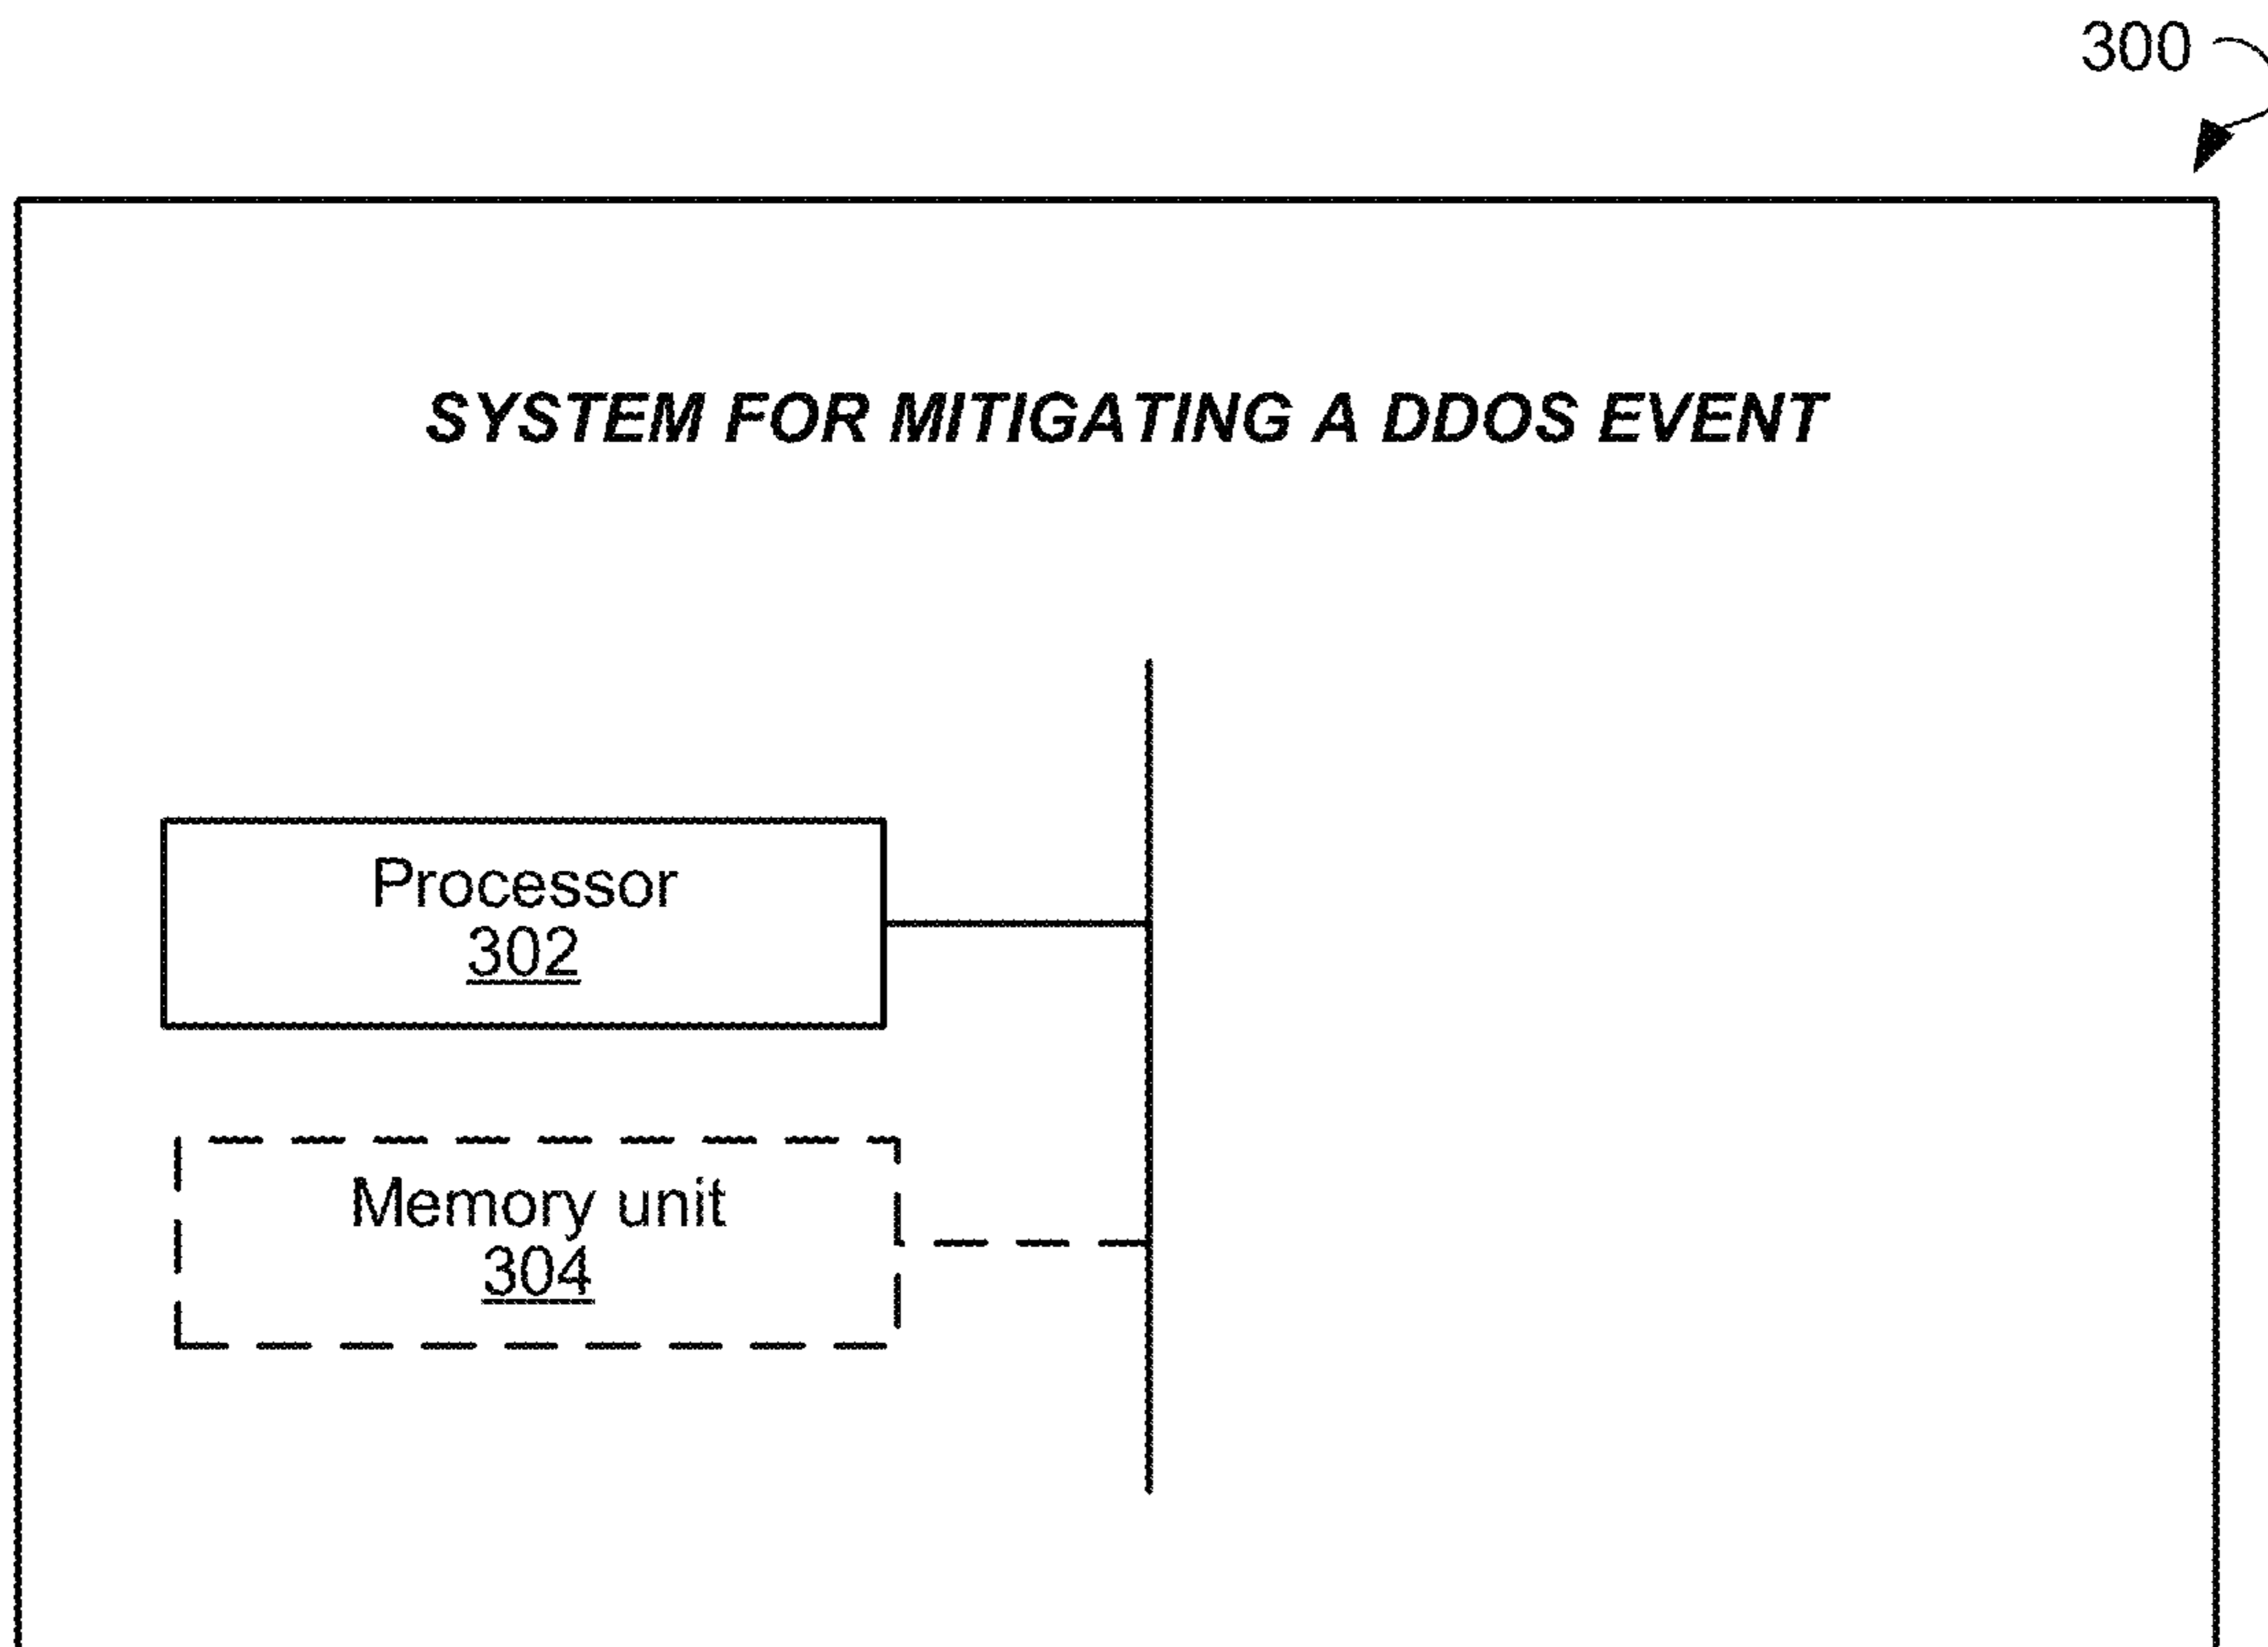 300
SYSTEM FOR MITIGATING A DDOS EVENT
Processor
302
Memory unit
304